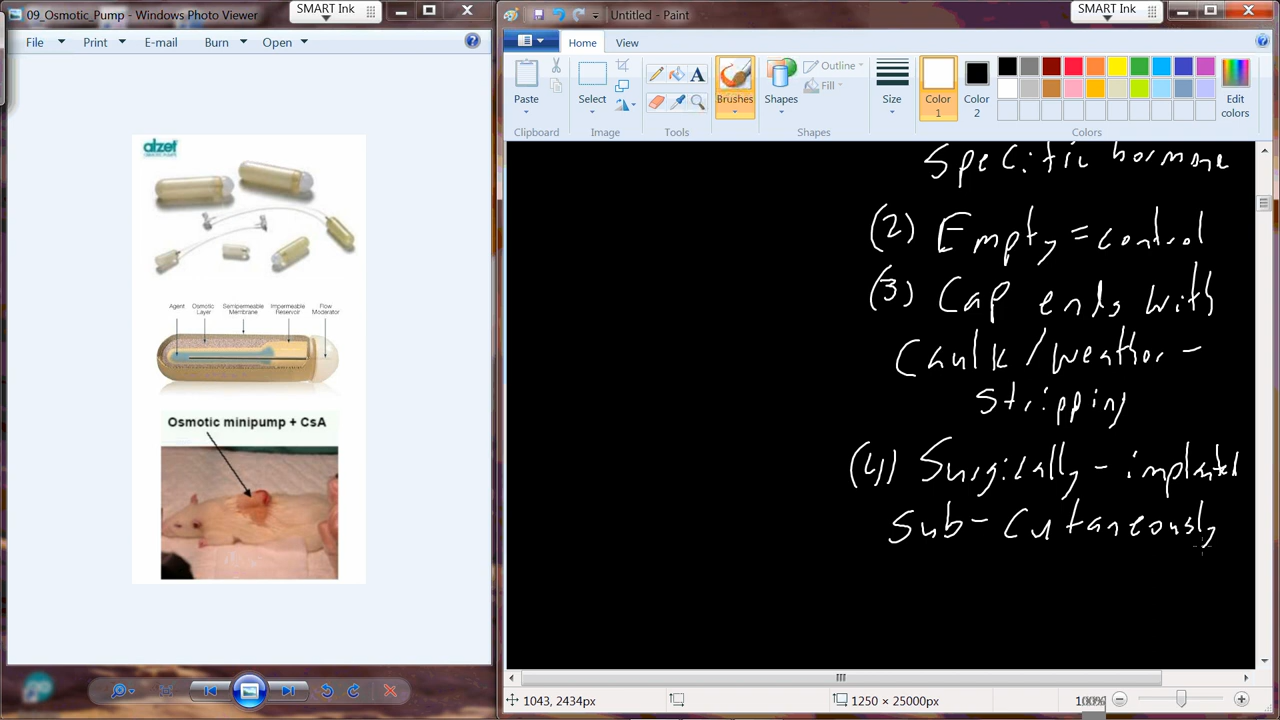 09_Osmotic_Pump - Windows Photo Viewer
SMART Ink
File Print E-mail Burn Open
alzet
OSMOTIC PUMPS
Agent
Osmotic Layer
Semipermeable Membrane
Impermeable Reservoir
Flow Moderator
Osmotic minipump + CsA
Untitled - Paint
SMART Ink
Home View
Paste
Select
Brushes
Shapes
Outline
Fill
Size
Color 1
Color 2
Edit colors
Clipboard Image Tools Shapes Colors
Specific hormone
(2) Empty = control
(3) Cap ends with
Caulk / weather -
stripping
(4) Surgically - implanted
Sub - cutaneously
1043, 2434px
1250 × 25000px
100%